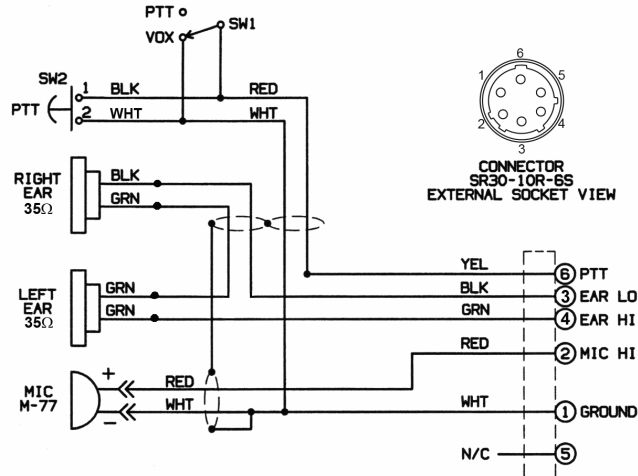 PTT
VOX
SW1
SW2
1 BLK RED
PTT
2 WHT WHT
6
1 5
2 4
3
CONNECTOR
SR30-10R-6S
EXTERNAL SOCKET VIEW
RIGHT
EAR
35Ω
BLK
GRN
LEFT
EAR
35Ω
GRN
GRN
YEL 6 PTT
BLK 3 EAR LO
GRN 4 EAR HI
RED 2 MIC HI
MIC
M-77
+ RED
- WHT
WHT 1 GROUND
N/C 5